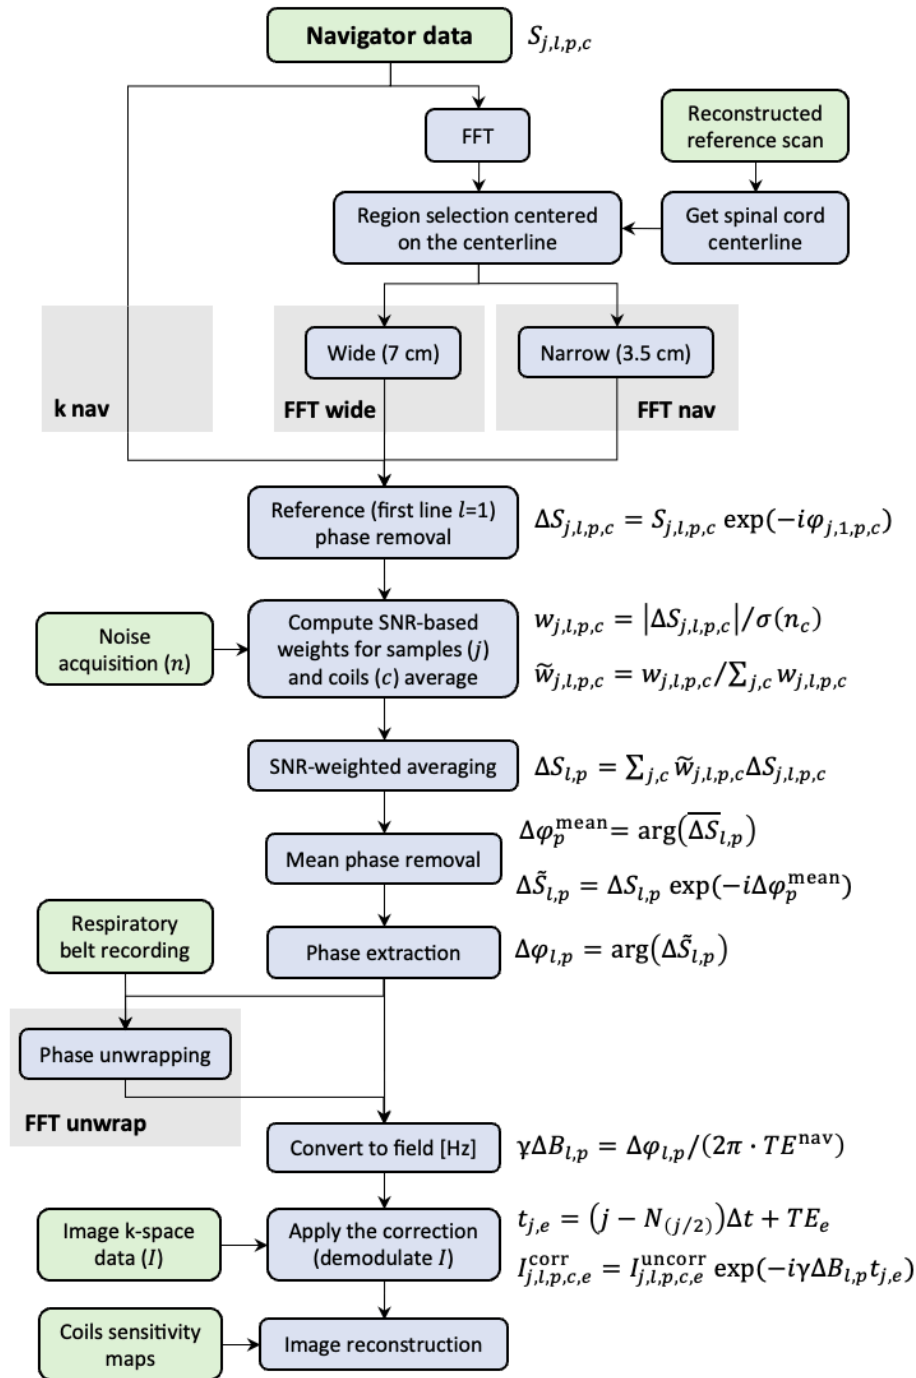 Navigator data
S_{j,l,p,c}
FFT
Reconstructed
reference scan
Region selection centered
on the centerline
Get spinal cord
centerline
Wide (7 cm)
Narrow (3.5 cm)
k nav
FFT wide
FFT nav
Reference (first line l=1)
phase removal
ΔS_{j,l,p,c} = S_{j,l,p,c} exp(−iφ_{j,1,p,c})
Noise
acquisition (n)
Compute SNR-based
weights for samples (j)
and coils (c) average
w_{j,l,p,c} = |ΔS_{j,l,p,c}|/σ(n_c)
w̃_{j,l,p,c} = w_{j,l,p,c}/∑_{j,c} w_{j,l,p,c}
SNR-weighted averaging
ΔS_{l,p} = ∑_{j,c} w̃_{j,l,p,c}ΔS_{j,l,p,c}
Mean phase removal
Δφ_p^{mean} = arg(\overline{ΔS}_{l,p})
ΔS̃_{l,p} = ΔS_{l,p} exp(−iΔφ_p^{mean})
Respiratory
belt recording
Phase extraction
Δφ_{l,p} = arg(ΔS̃_{l,p})
Phase unwrapping
FFT unwrap
Convert to field [Hz]
γΔB_{l,p} = Δφ_{l,p}/(2π · TE^{nav})
Image k-space
data (I)
Apply the correction
(demodulate I)
t_{j,e} = (j − N_{(j/2)})Δt + TE_e
I_{j,l,p,c,e}^{corr} = I_{j,l,p,c,e}^{uncorr} exp(−iγΔB_{l,p}t_{j,e})
Coils sensitivity
maps
Image reconstruction